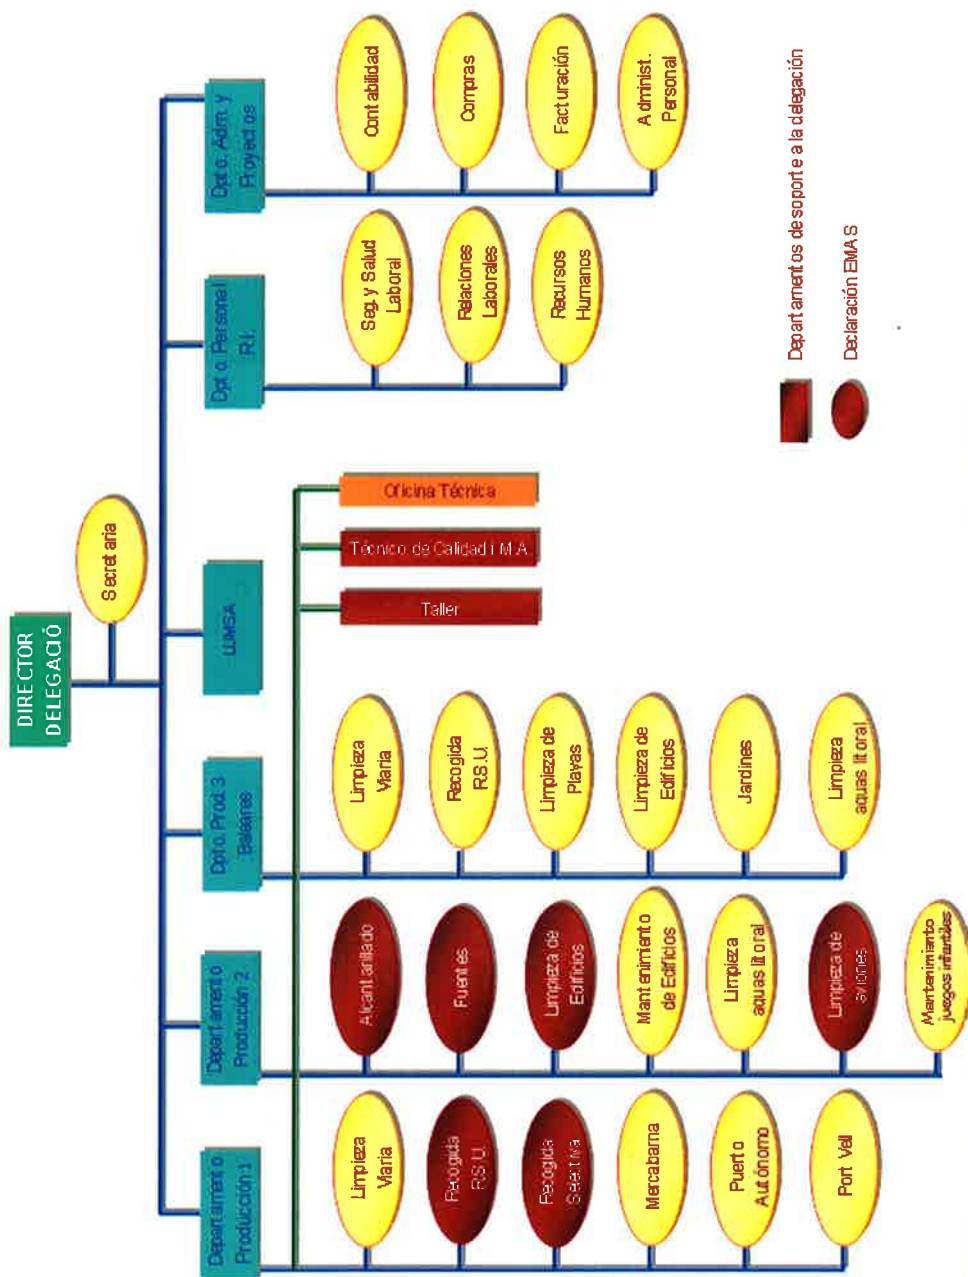 DIRECTOR
DELEGACIÓ
Secretaria
Departamento
Producción 1
Departamento
Producción 2
Dpto. Prod. 3
Baleares
LUMSA
Dpto. Personal
R.I.
Dpto. Adm. y
Proyectos
Limpieza
Viaria
Recogida
R.S.U.
Recogida
Selectiva
Mercabarna
Puerto
Autónomo
Port Vell
Alcantarillado
Fuentes
Limpieza de
Edificios
Mantenimiento
de Edificios
Limpieza
aquas litoral
Limpieza de
aviones
Mantenimiento
juegos infantiles
Limpieza
Viaria
Recogida
R.S.U.
Limpieza de
Playas
Limpieza de
Edificios
Jardines
Limpieza
aquas litoral
Taller
Técnico de Calidad i M.A
Oficina Técnica
Seg. y Salud
Laboral
Relaciones
Laborales
Recursos
Humanos
Contabilidad
Compras
Facturación
Administ.
Personal
Departamentos de soporte a la delegación
Declaración EMAS